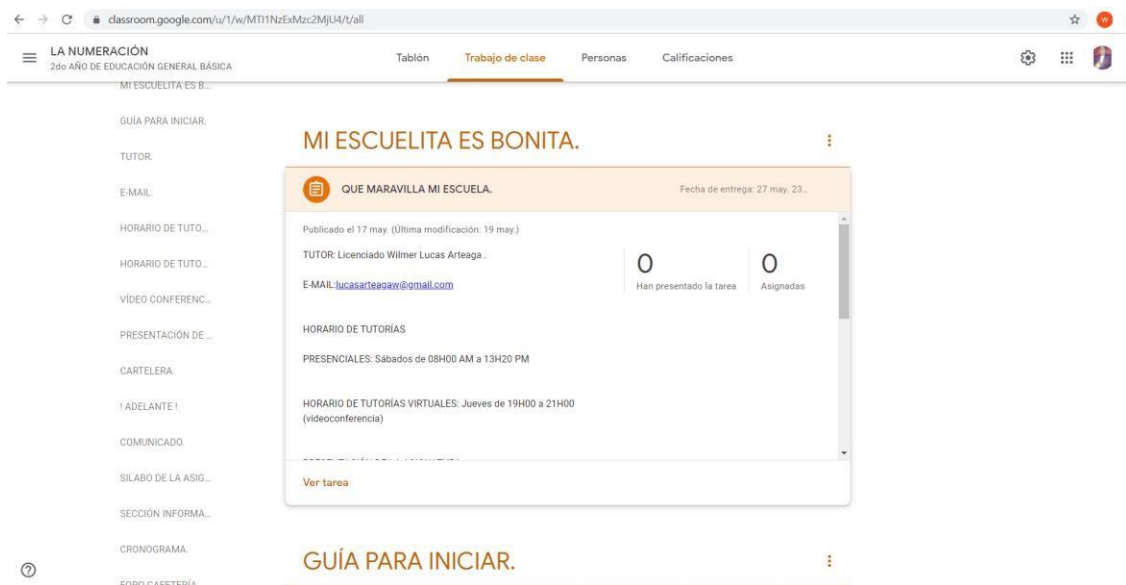 classroom.google.com/u/1/w/MTI1NzExMzc2MjU4/t/all
W
LA NUMERACIÓN
2do AÑO DE EDUCACIÓN GENERAL BÁSICA
Tablón
Trabajo de clase
Personas
Calificaciones
MI ESCUELITA ES B...
GUÍA PARA INICIAR.
TUTOR.
E-MAIL.
HORARIO DE TUTO...
HORARIO DE TUTO...
VÍDEO CONFERENC...
PRESENTACIÓN DE ...
CARTELERA.
! ADELANTE !
COMUNICADO.
SILABO DE LA ASIG...
SECCIÓN INFORMA...
CRONOGRAMA.
FORO CAFETERÍA
MI ESCUELITA ES BONITA.
QUE MARAVILLA MI ESCUELA.
Fecha de entrega: 27 may. 23...
Publicado el 17 may. (Última modificación: 19 may.)
TUTOR: Licenciado Wilmer Lucas Arteaga .
E-MAIL:lucasarteagaw@gmail.com
0
Han presentado la tarea
0
Asignadas
HORARIO DE TUTORÍAS
PRESENCIALES: Sábados de 08H00 AM a 13H20 PM
HORARIO DE TUTORÍAS VIRTUALES: Jueves de 19H00 a 21H00
(videoconferencia)
Ver tarea
GUÍA PARA INICIAR.